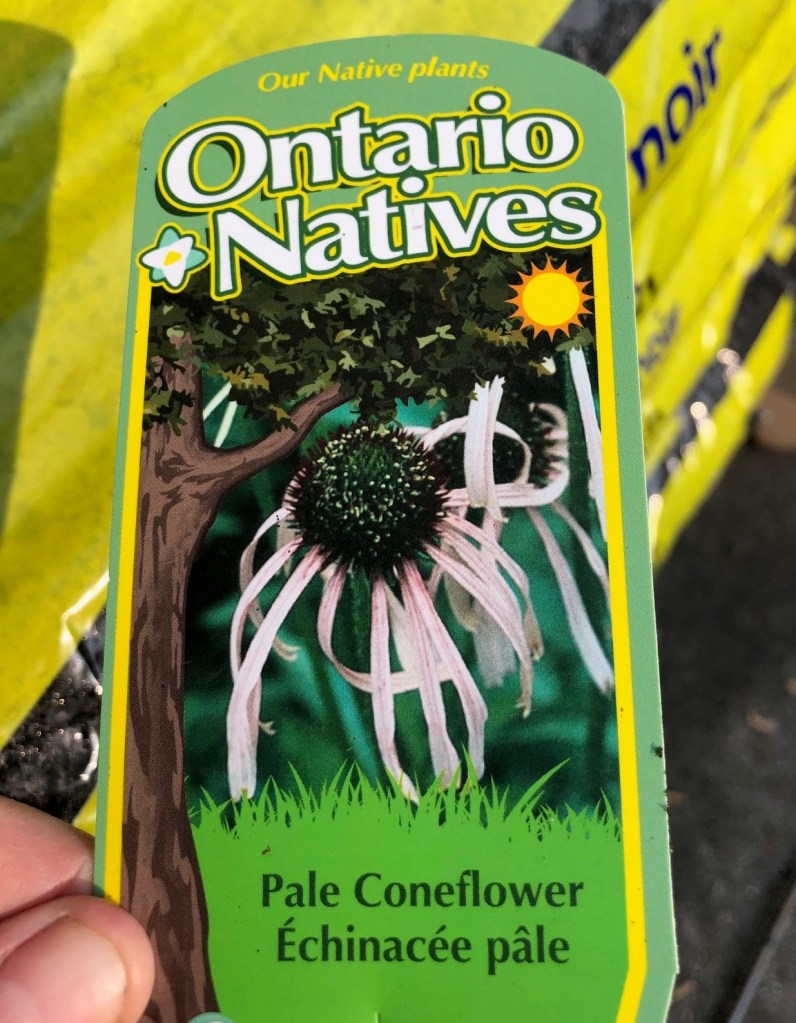 Our Native plants
Ontario
Natives
noir
Pale Coneflower
Échinacée pâle